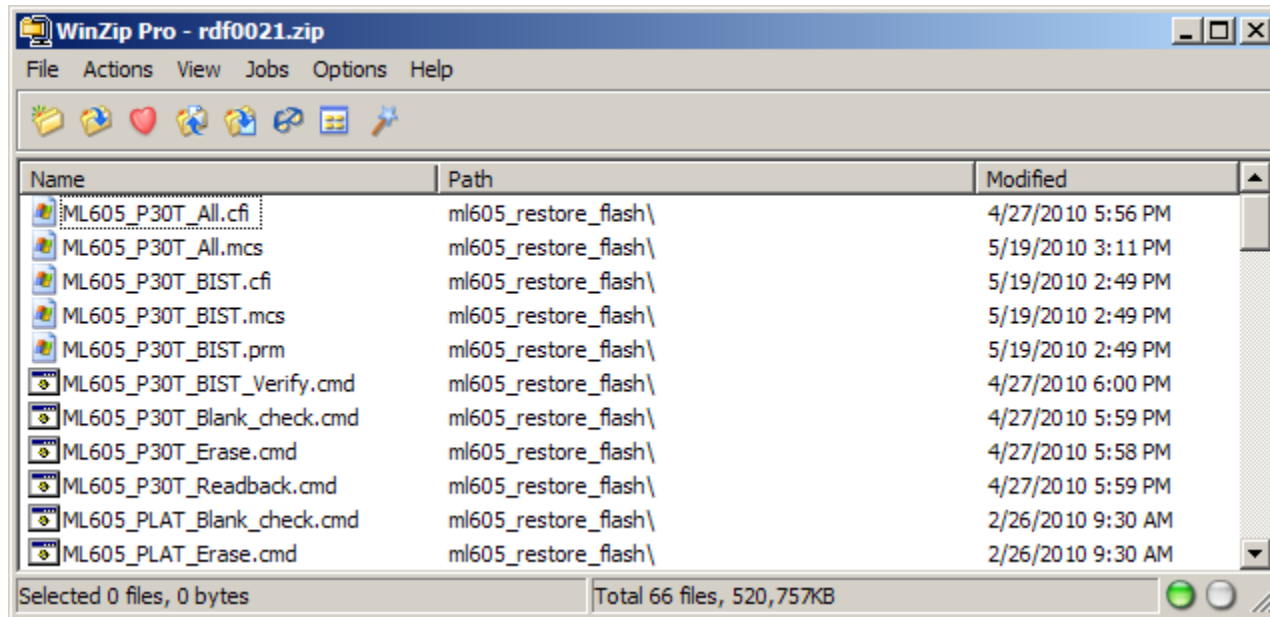 WinZip Pro - rdf0021.zip
File Actions View Jobs Options Help
Name Path Modified
ML605_P30T_All.cfi ml605_restore_flash\ 4/27/2010 5:56 PM
ML605_P30T_All.mcs ml605_restore_flash\ 5/19/2010 3:11 PM
ML605_P30T_BIST.cfi ml605_restore_flash\ 5/19/2010 2:49 PM
ML605_P30T_BIST.mcs ml605_restore_flash\ 5/19/2010 2:49 PM
ML605_P30T_BIST.prm ml605_restore_flash\ 5/19/2010 2:49 PM
ML605_P30T_BIST_Verify.cmd ml605_restore_flash\ 4/27/2010 6:00 PM
ML605_P30T_Blank_check.cmd ml605_restore_flash\ 4/27/2010 5:59 PM
ML605_P30T_Erase.cmd ml605_restore_flash\ 4/27/2010 5:58 PM
ML605_P30T_Readback.cmd ml605_restore_flash\ 4/27/2010 5:59 PM
ML605_PLAT_Blank_check.cmd ml605_restore_flash\ 2/26/2010 9:30 AM
ML605_PLAT_Erase.cmd ml605_restore_flash\ 2/26/2010 9:30 AM
Selected 0 files, 0 bytes Total 66 files, 520,757KB